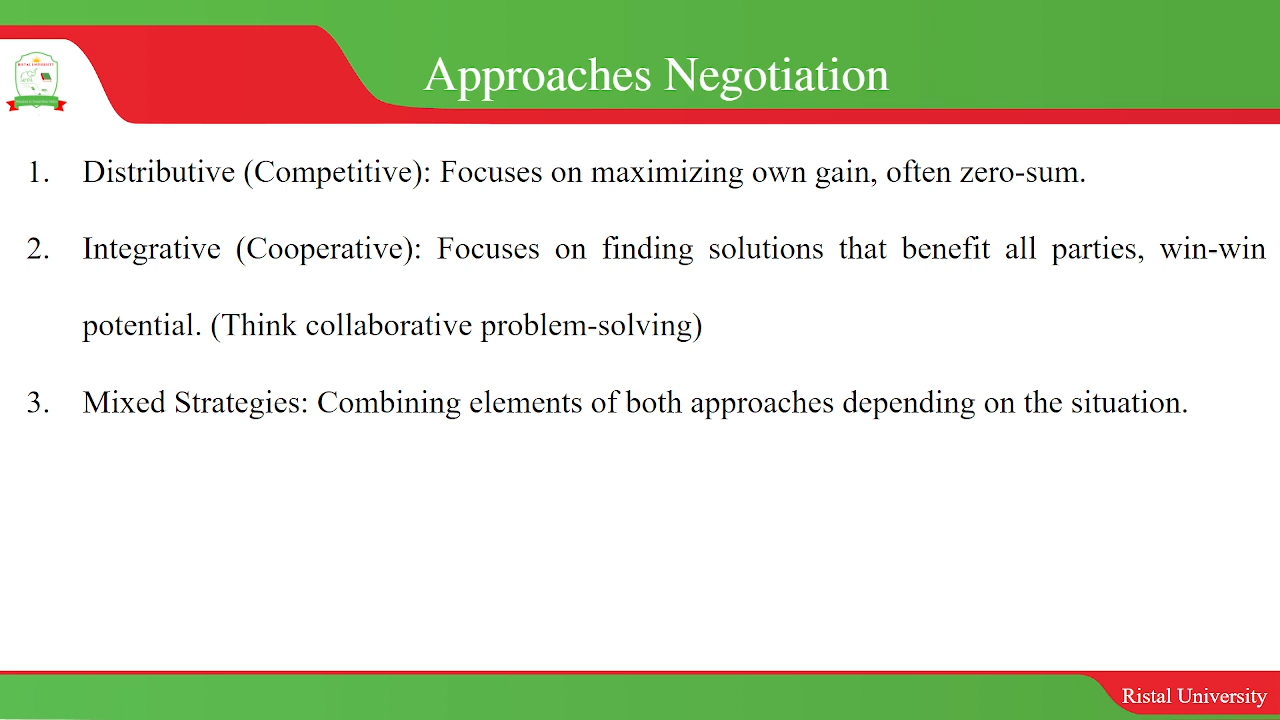 RISTAL UNIVERSITY
Approaches Negotiation
1. Distributive (Competitive): Focuses on maximizing own gain, often zero-sum.
2. Integrative (Cooperative): Focuses on finding solutions that benefit all parties, win-win
potential. (Think collaborative problem-solving)
3. Mixed Strategies: Combining elements of both approaches depending on the situation.
Ristal University